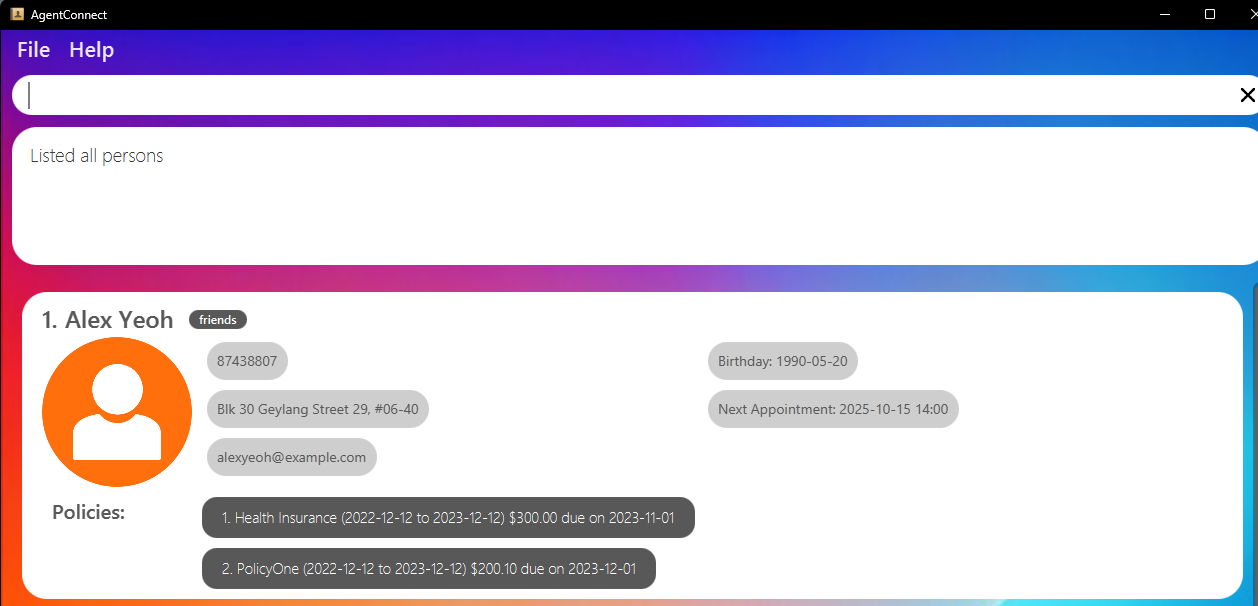 AgentConnect
File Help
Listed all persons
1. Alex Yeoh friends
87438807
Birthday: 1990-05-20
Blk 30 Geylang Street 29, #06-40
Next Appointment: 2025-10-15 14:00
alexyeoh@example.com
Policies:
1. Health Insurance (2022-12-12 to 2023-12-12) $300.00 due on 2023-11-01
2. PolicyOne (2022-12-12 to 2023-12-12) $200.10 due on 2023-12-01